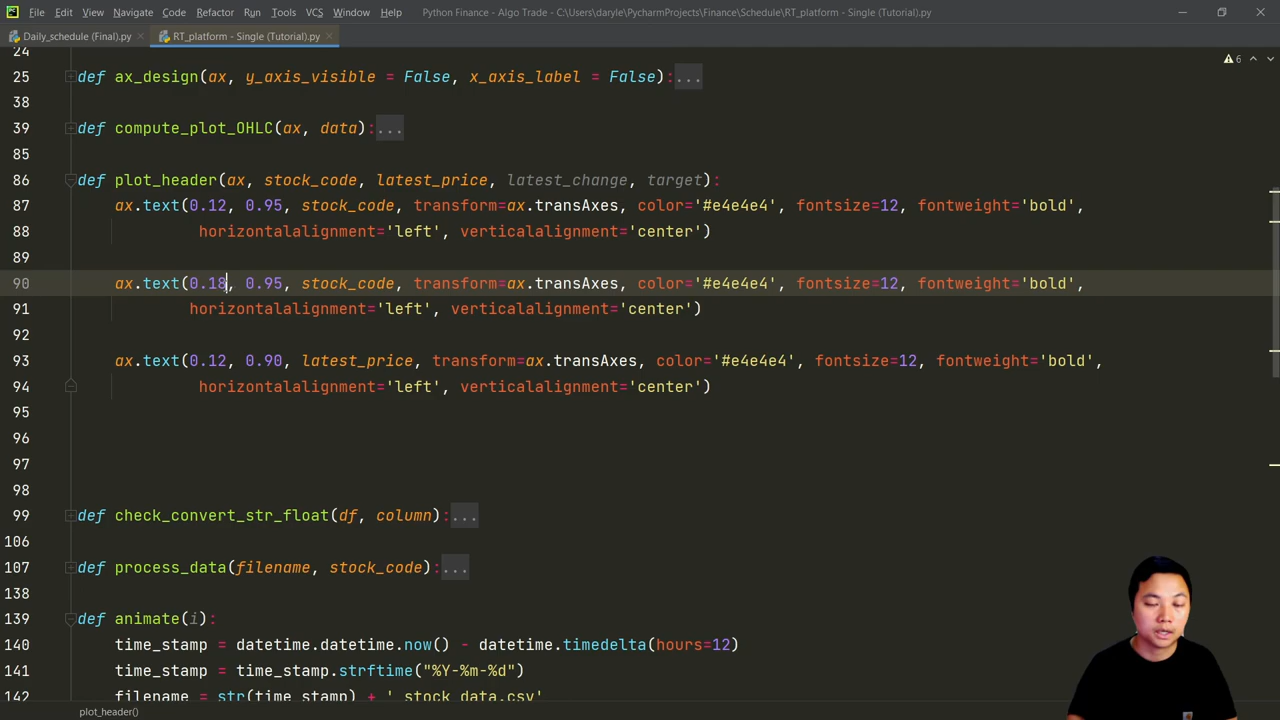 File Edit View Navigate Code Refactor Run Tools VCS Window Help Python Finance - Algo Trade - C:\Users\daryle\PycharmProjects\Finance\Schedule\RT_platform - Single (Tutorial).py
Daily_schedule (Final).py RT_platform - Single (Tutorial).py
24
25 def ax_design(ax, y_axis_visible = False, x_axis_label = False):... 6
38
39 def compute_plot_OHLC(ax, data):...
85
86 def plot_header(ax, stock_code, latest_price, latest_change, target):
87 ax.text(0.12, 0.95, stock_code, transform=ax.transAxes, color='#e4e4e4', fontsize=12, fontweight='bold',
88 horizontalalignment='left', verticalalignment='center')
89
90 ax.text(0.18, 0.95, stock_code, transform=ax.transAxes, color='#e4e4e4', fontsize=12, fontweight='bold',
91 horizontalalignment='left', verticalalignment='center')
92
93 ax.text(0.12, 0.90, latest_price, transform=ax.transAxes, color='#e4e4e4', fontsize=12, fontweight='bold',
94 horizontalalignment='left', verticalalignment='center')
95
96
97
98
99 def check_convert_str_float(df, column):...
106
107 def process_data(filename, stock_code):...
138
139 def animate(i):
140 time_stamp = datetime.datetime.now() - datetime.timedelta(hours=12)
141 time_stamp = time_stamp.strftime("%Y-%m-%d")
142 filename = str(time_stamp) + ' stock data.csv'
plot_header()